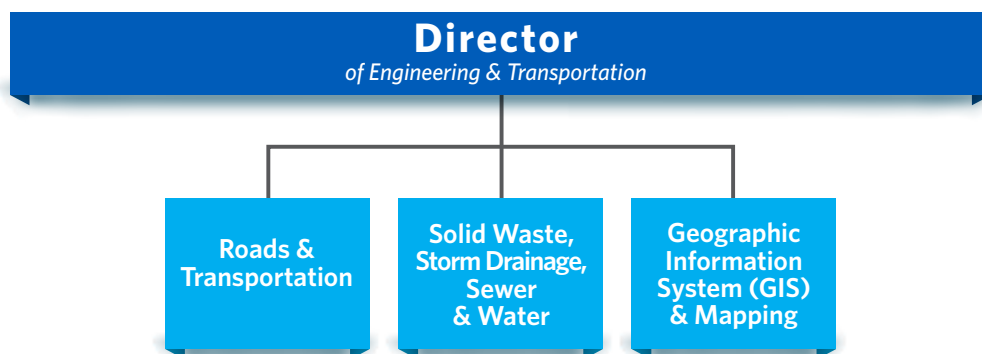 Director
of Engineering & Transportation
Roads &
Transportation
Solid Waste,
Storm Drainage,
Sewer
& Water
Geographic
Information
System (GIS)
& Mapping